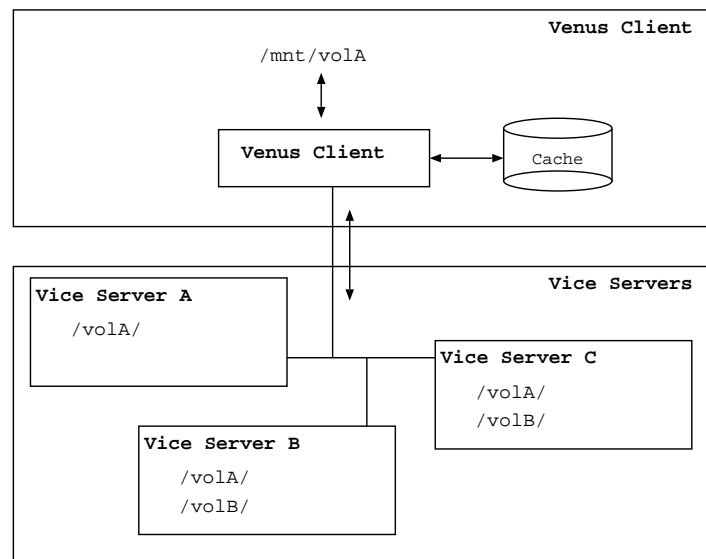 Venus Client
/mnt/volA
Venus Client
Cache
Vice Servers
Vice Server A
/volA/
Vice Server C
/volA/
/volB/
Vice Server B
/volA/
/volB/